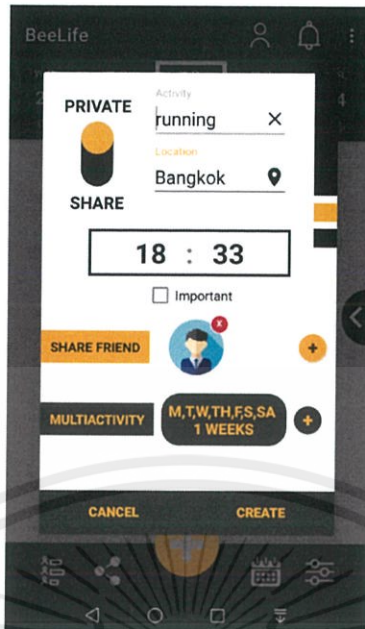 BeeLife
PRIVATE
SHARE
Activity
running
Location
Bangkok
18 : 33
Important
SHARE FRIEND
x
+
MULTIACTIVITY
M,T,W,TH,F,S,SA
1 WEEKS
+
CANCEL
CREATE